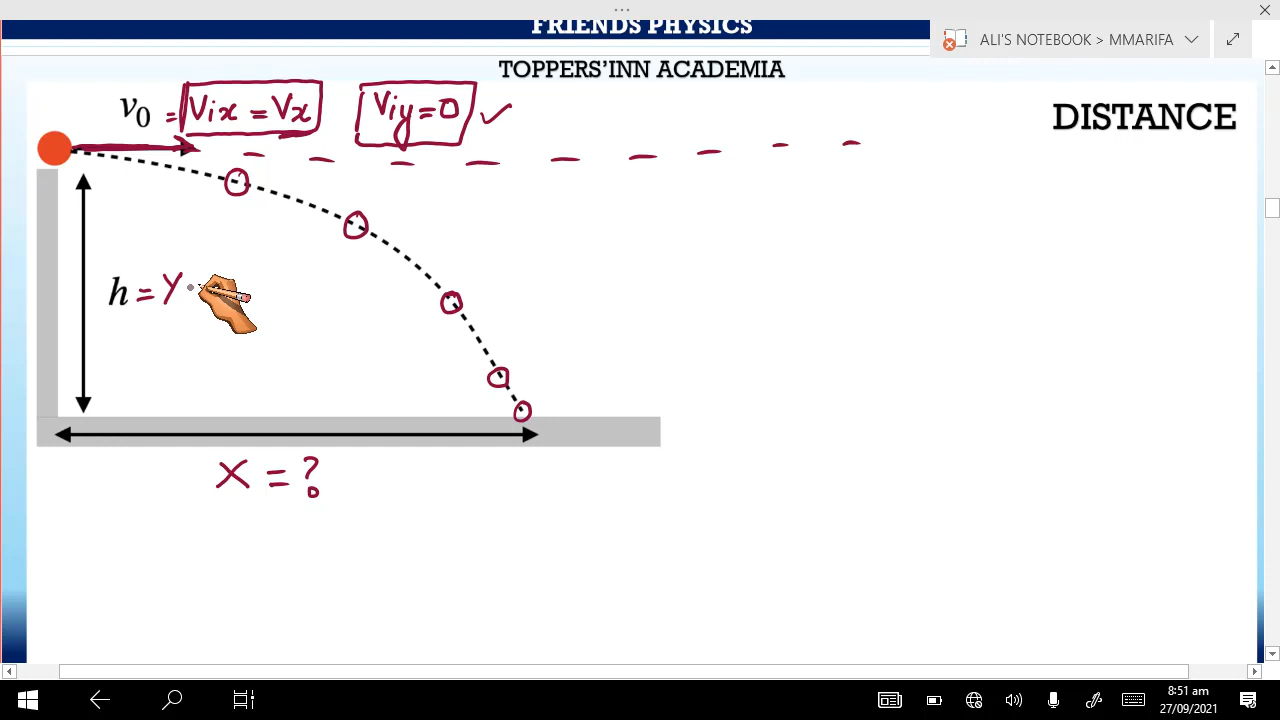 FRIENDS PHYSICS
ALI'S NOTEBOOK > MMARIFA
TOPPERS'INN ACADEMIA
DISTANCE
v0 = Vix = Vx Viy=0 ✓
h = Y
X = ?
8:51 am
27/09/2021